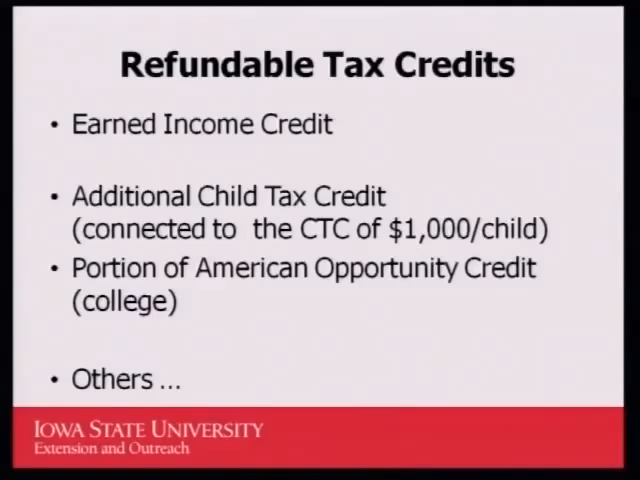 Refundable Tax Credits
• Earned Income Credit
• Additional Child Tax Credit
(connected to the CTC of $1,000/child)
• Portion of American Opportunity Credit
(college)
• Others ...
IOWA STATE UNIVERSITY
Extension and Outreach